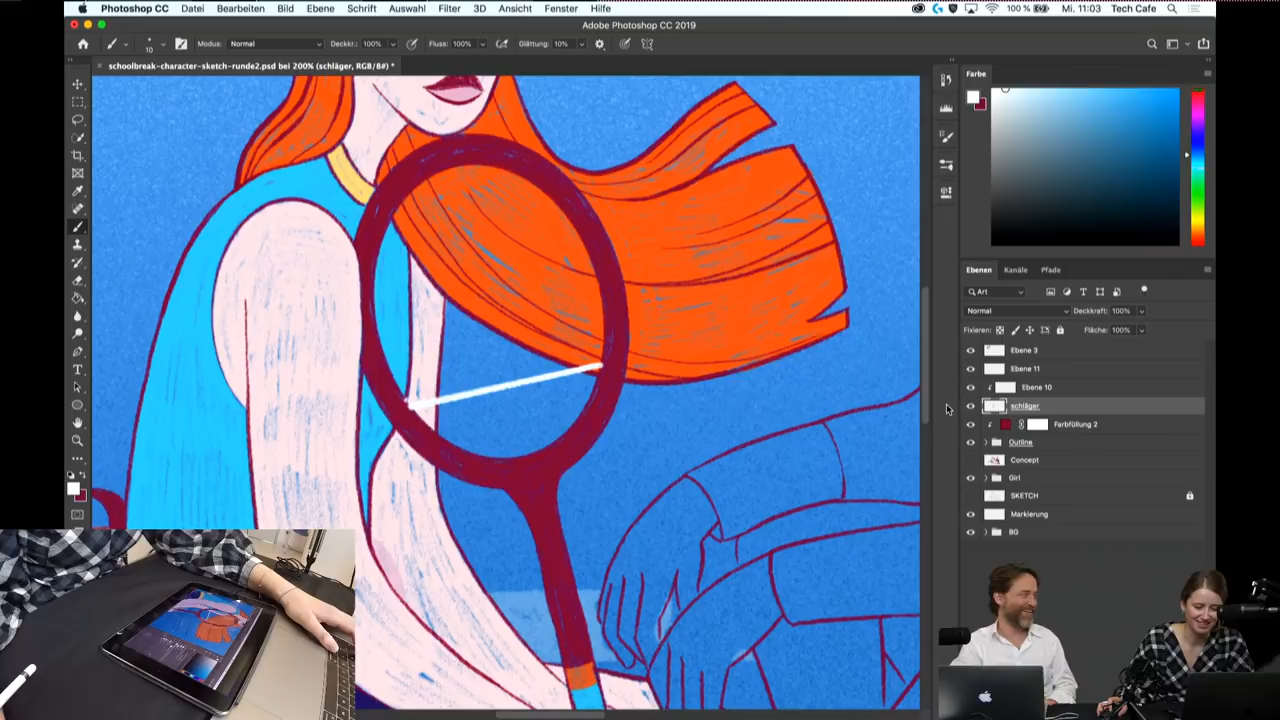 Photoshop CC Datei Bearbeiten Bild Ebene Schrift Auswahl Filter 3D Ansicht Fenster Hilfe 100 % Mi. 11:03 Tech Cafe
Adobe Photoshop CC 2019
10 Modus: Normal Deckkr.: 100% Fluss: 100% Glättung: 10%
schoolbreak-character-sketch-runde2.psd bei 200% (schläger, RGB/8#) *
Farbe
Ebenen Kanäle Pfade
Art
Normal Deckkraft: 100%
Fixieren: Fläche: 100%
Ebene 3
Ebene 11
Ebene 10
schläger
Farbfüllung 2
Outline
Concept
Girl
SKETCH
Markierung
BG